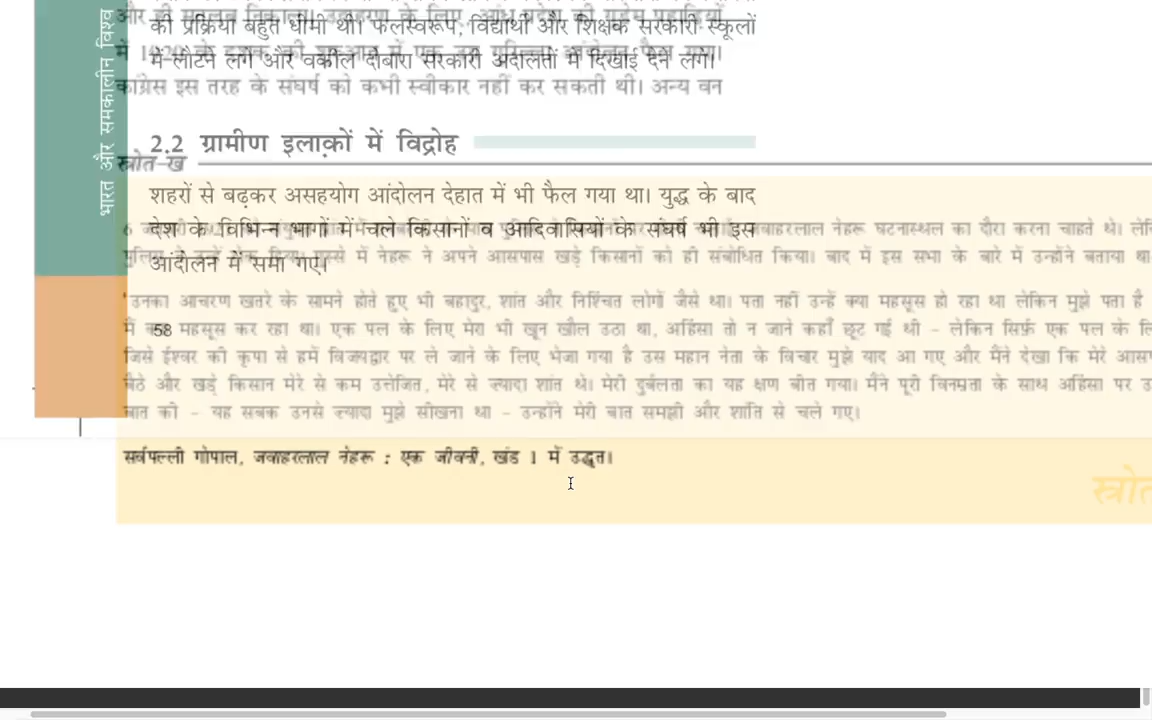 भारत और समकालीन विश्व
की प्रक्रिया बहुत धीमी थी। फलस्वरूप, विद्यार्थी और शिक्षक सरकारी स्कूलों
में लौटने लगे और वकील दोबारा सरकारी अदालतों में दिखाई देने लगे।
कांग्रेस इस तरह के संघर्ष को कभी स्वीकार नहीं कर सकती थी। अन्य वन
2.2 ग्रामीण इलाक़ों में विद्रोह
स्रोत-ख
शहरों से बढ़कर असहयोग आंदोलन देहात में भी फैल गया था। युद्ध के बाद
देश के विभिन्न भागों में चले किसानों व आदिवासियों के संघर्ष भी इस
जवाहरलाल नेहरू घटनास्थल का दौरा करना चाहते थे।
आंदोलन में समा गए।
में नेहरू ने अपने आसपास खड़े किसानों को ही संबोधित किया। बाद में इस सभा के बारे में उन्होंने बताया था
'उनका आचरण ख़तरे के सामने होते हुए भी बहादुर, शांत और निश्चिंत लोगों जैसे था। पता नहीं उन्हें क्या महसूस हो रहा था लेकिन मुझे पता है
58
मैं महसूस कर रहा था। एक पल के लिए मेरा भी खून खौल उठा था, अहिंसा तो न जाने कहाँ छूट गई थी – लेकिन सिर्फ़ एक पल के
जिसे ईश्वर की कृपा से हमें विजयद्वार पर ले जाने के लिए भेजा गया है उस महान नेता के विचार मुझे याद आ गए और मैंने देखा कि मेरे
बैठे और खड़े किसान मेरे से कम उत्तेजित, मेरे से ज्यादा शांत थे। मेरी दुर्बलता का यह क्षण बीत गया। मैंने पूरी विनम्रता के साथ अहिंसा पर
बात की – यह सबक उनसे ज्यादा मुझे सीखना था – उन्होंने मेरी बात समझी और शांति से चले गए।
सर्वपल्ली गोपाल, जवाहरलाल नेहरू : एक जीवनी, खंड 1 में उद्धृत।
स्रोत